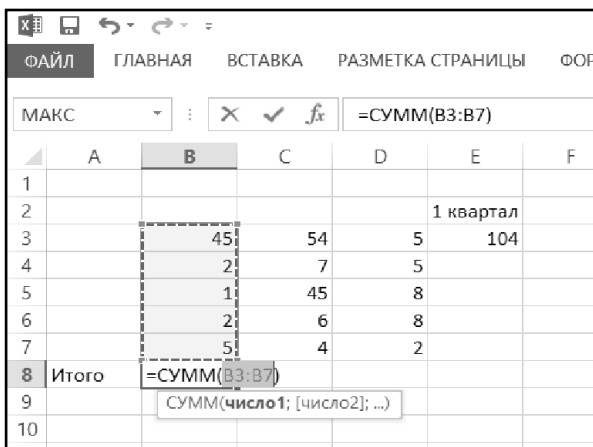 ФАЙЛ ГЛАВНАЯ ВСТАВКА РАЗМЕТКА СТРАНИЦЫ ФОР
МАКС fx =СУММ(B3:B7)
A B C D E F
1
2 1 квартал
3 45 54 5 104
4 2 7 5
5 1 45 8
6 2 6 8
7 5 4 2
8 Итого =СУММ(B3:B7)
9 СУММ(число1; [число2]; ...)
10